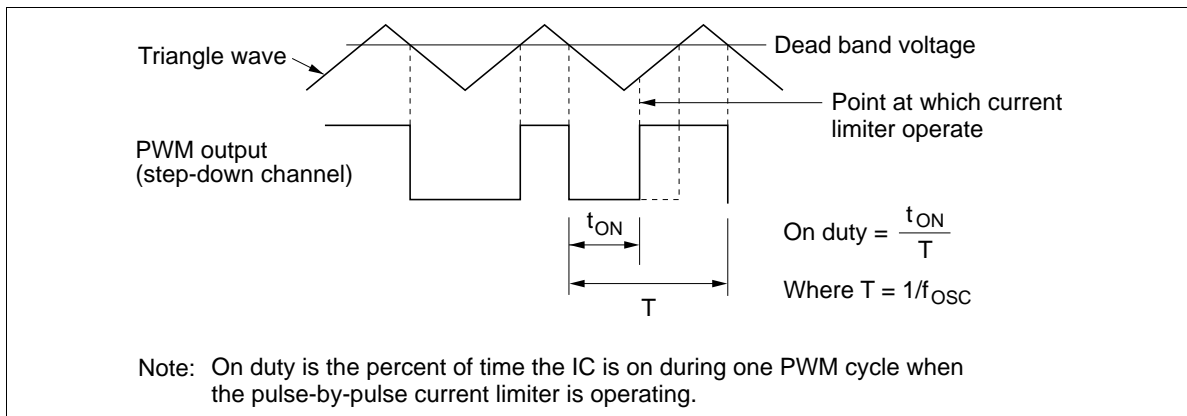 Triangle wave
Dead band voltage
Point at which current
limiter operate
PWM output
(step-down channel)
tON
T
On duty = tON
T
Where T = 1/fOSC
Note: On duty is the percent of time the IC is on during one PWM cycle when
the pulse-by-pulse current limiter is operating.